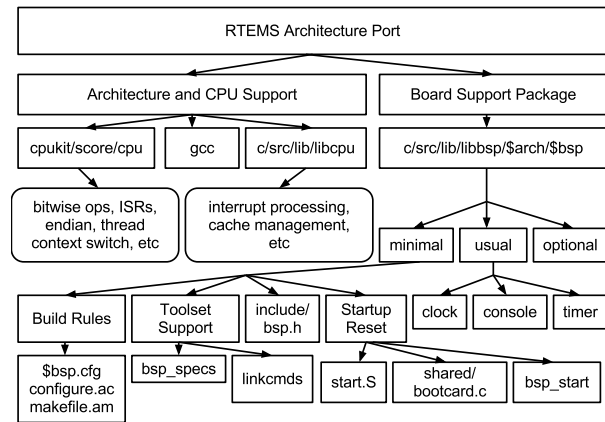 RTEMS Architecture Port
Architecture and CPU Support
Board Support Package
cpukit/score/cpu
gcc
c/src/lib/libcpu
c/src/lib/libbsp/$arch/$bsp
bitwise ops, ISRs,
endian, thread
context switch, etc
interrupt processing,
cache management,
etc
minimal
usual
optional
Build Rules
Toolset
Support
include/
bsp.h
Startup
Reset
clock
console
timer
$bsp.cfg
configure.ac
makefile.am
bsp_specs
linkcmds
start.S
shared/
bootcard.c
bsp_start